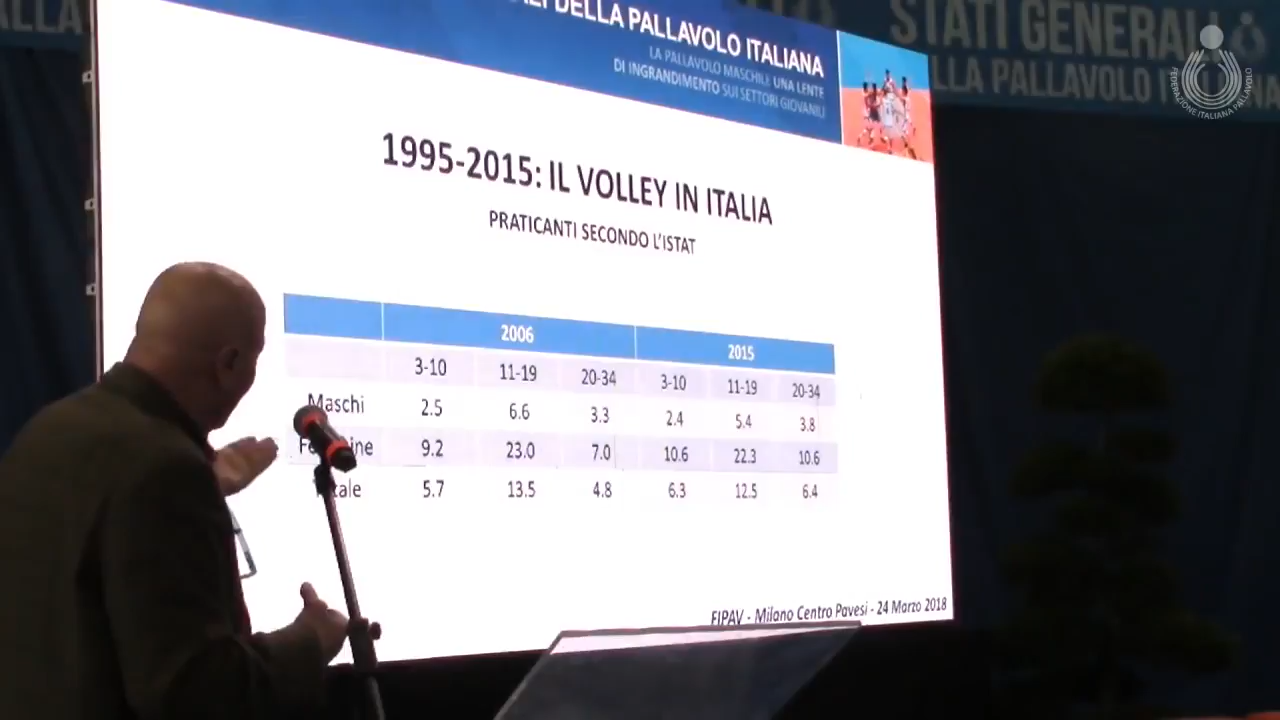 STATI GENERALI
LLA PALLAVOLO
FEDERAZIONE ITALIANA PALLAVOLO
DELLA PALLAVOLO ITALIANA
LA PALLAVOLO MASCHILE UNA LENTE
DI INGRANDIMENTO SUI SETTORI GIOVANILI
1995-2015: IL VOLLEY IN ITALIA
PRATICANTI SECONDO L'ISTAT
2006 2015
3-10 11-19 20-34 3-10 11-19 20-34
Maschi 2.5 6.6 3.3 2.4 5.4 3.8
9.2 23.0 7.0 10.6 22.3 10.6
5.7 13.5 4.8 6.3 12.5 6.4
FIPAV - Milano Centro Pavesi - 24 Marzo 2018